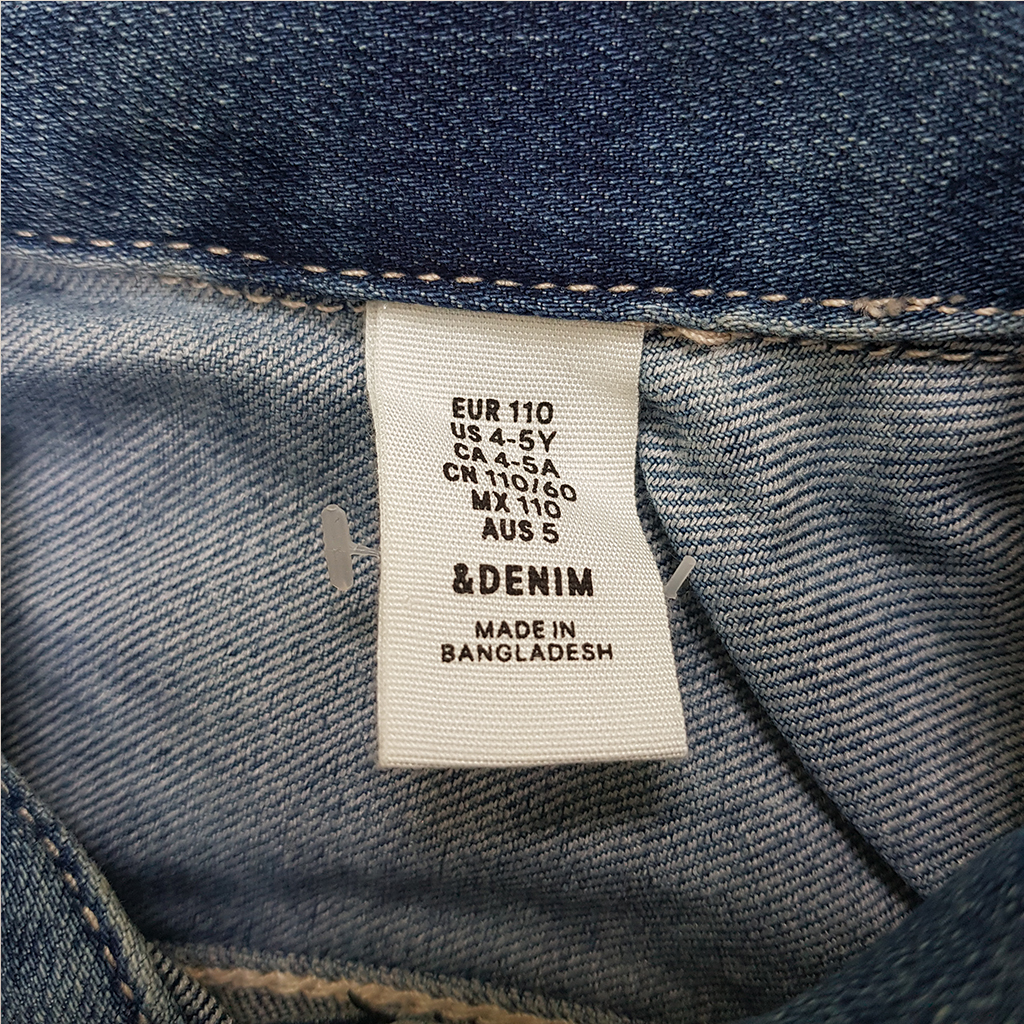 EUR 110
US 4-5Y
CA 4-5A
CN 110/60
MX 110
AUS 5
&DENIM
MADE IN
BANGLADESH